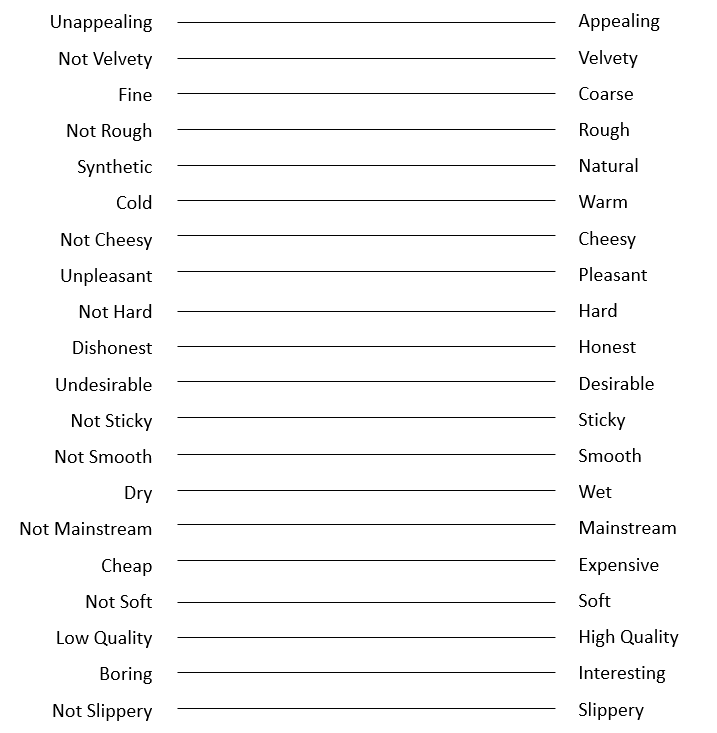 Unappealing Appealing
Not Velvety Velvety
Fine Coarse
Not Rough Rough
Synthetic Natural
Cold Warm
Not Cheesy Cheesy
Unpleasant Pleasant
Not Hard Hard
Dishonest Honest
Undesirable Desirable
Not Sticky Sticky
Not Smooth Smooth
Dry Wet
Not Mainstream Mainstream
Cheap Expensive
Not Soft Soft
Low Quality High Quality
Boring Interesting
Not Slippery Slippery